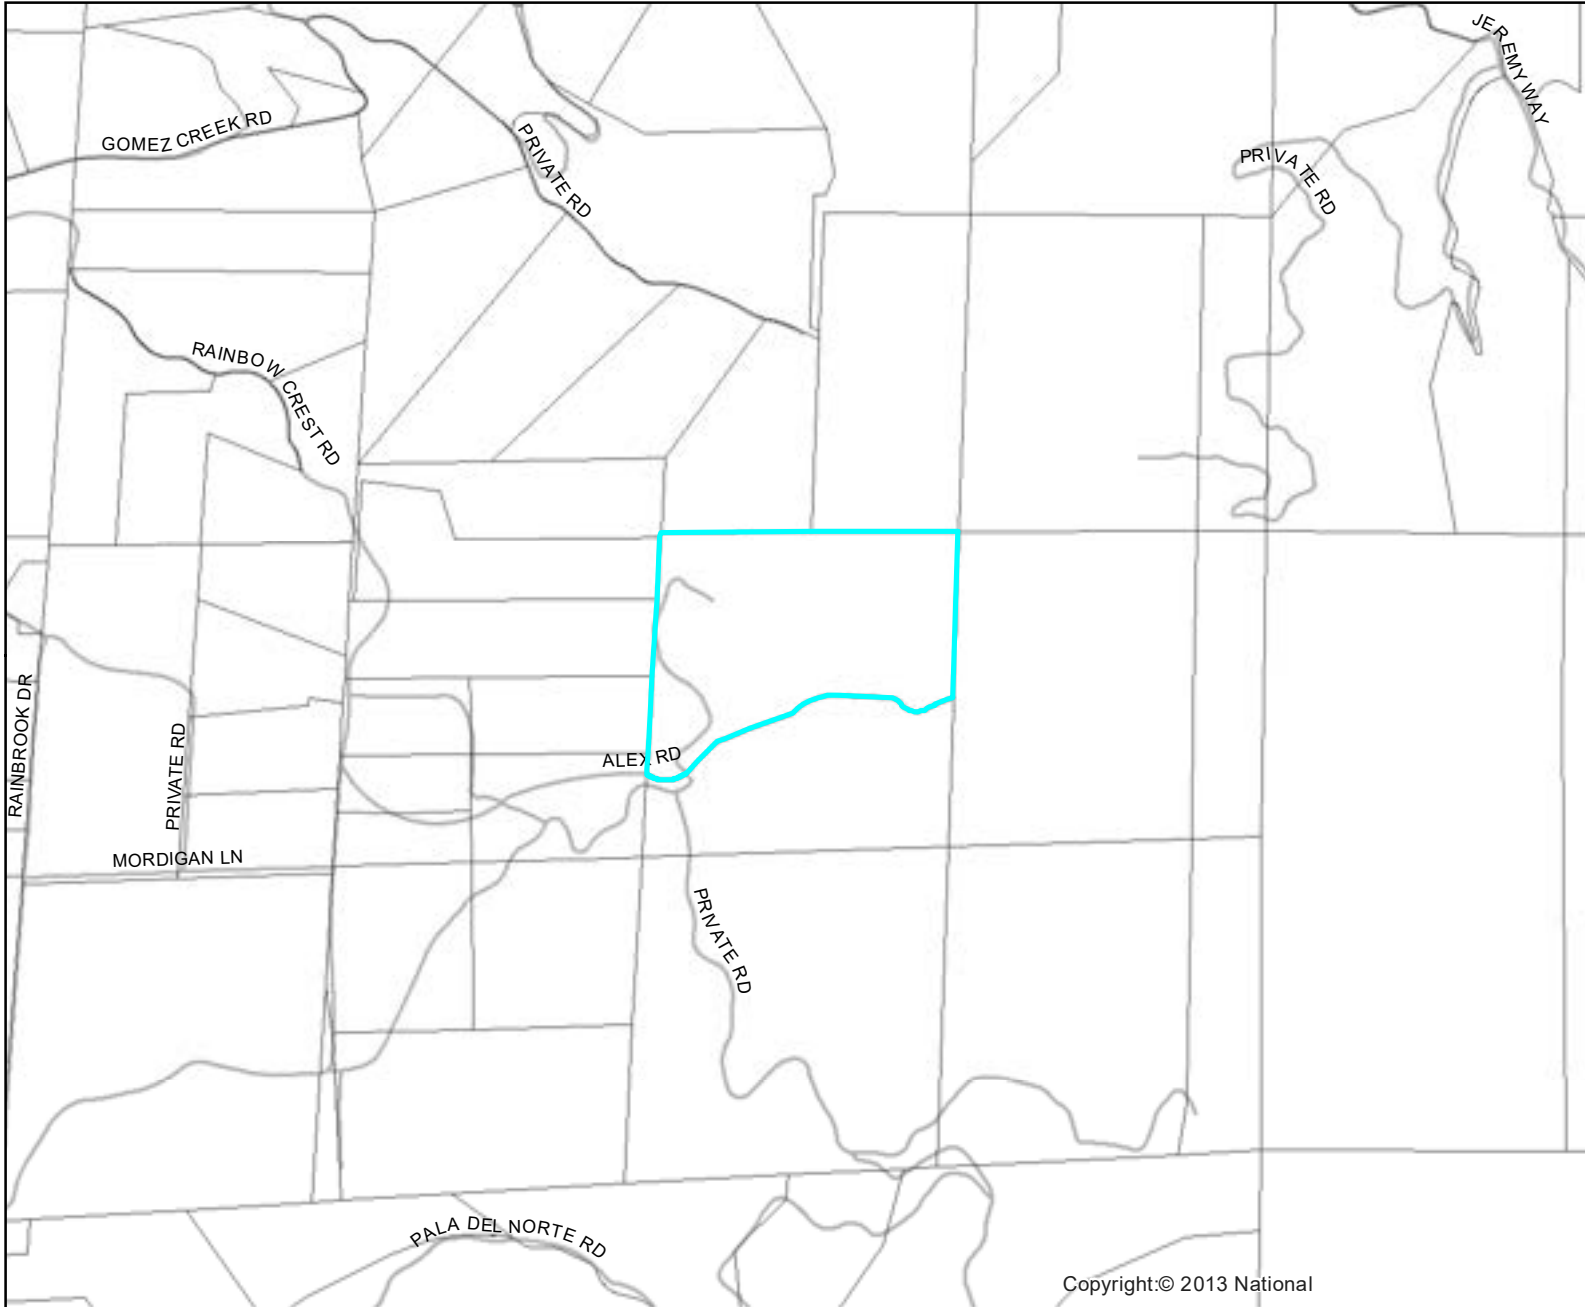 JEREMY WAY
GOMEZ CREEK RD
PRIVATE RD
PRIVATE RD
RAINBOW CREST RD
RAINBROOK DR
PRIVATE RD
ALEX RD
MORDIGAN LN
PRIVATE RD
PALA DEL NORTE RD
Copyright:© 2013 National